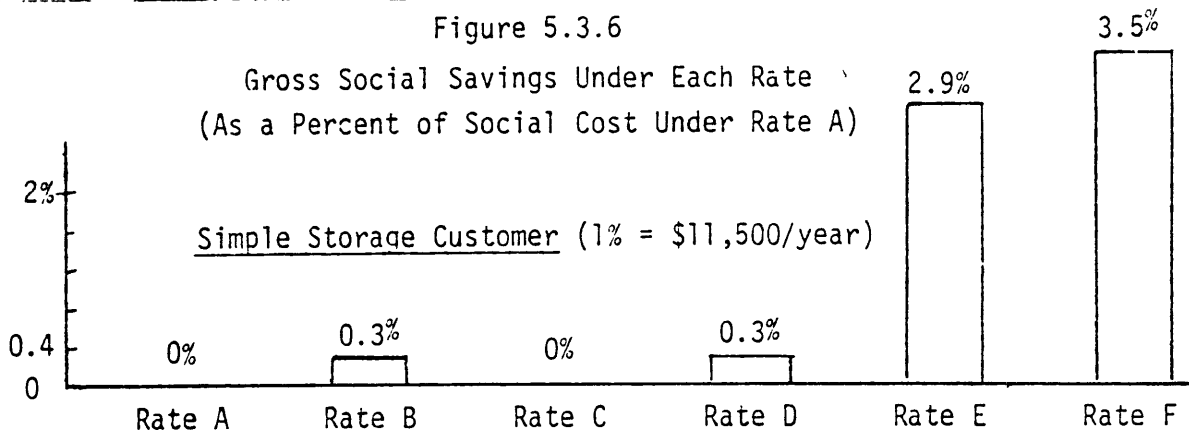 Figure 5.3.6
3.5%
Gross Social Savings Under Each Rate
2.9%
(As a Percent of Social Cost Under Rate A)
2%
Simple Storage Customer (1% = $11,500/year)
0.4
0%
0.3%
0%
0.3%
0
Rate A Rate B Rate C Rate D Rate E Rate F